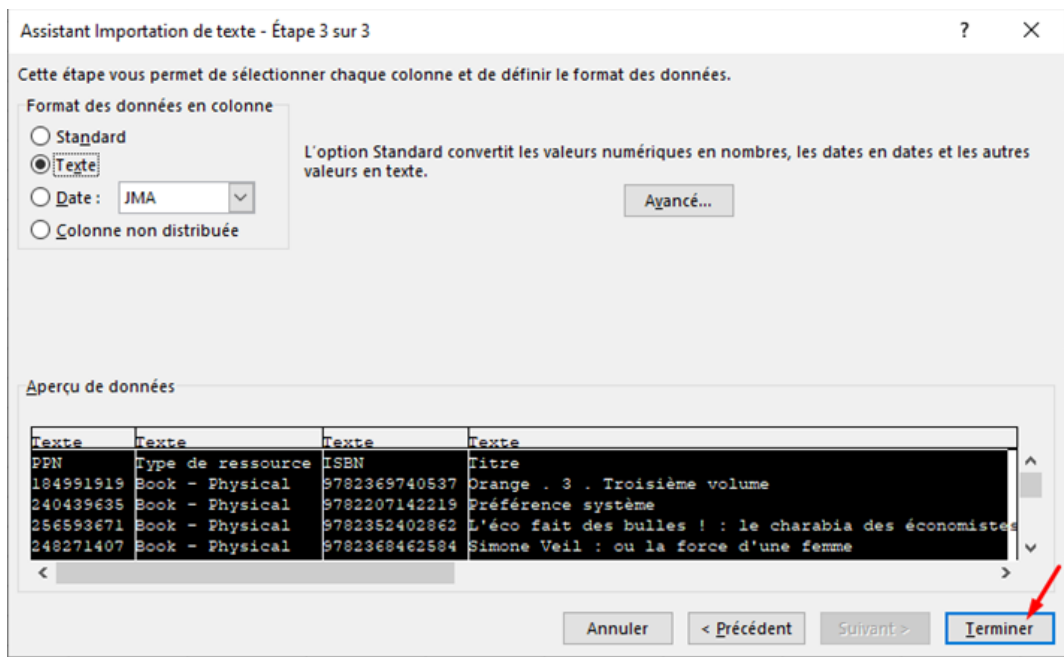 Assistant Importation de texte - Étape 3 sur 3
? ×
Cette étape vous permet de sélectionner chaque colonne et de définir le format des données.
Format des données en colonne
Standard
Texte
Date : JMA
Colonne non distribuée
L'option Standard convertit les valeurs numériques en nombres, les dates en dates et les autres
valeurs en texte.
Avancé...
Aperçu de données
Texte Texte Texte Texte
PPN Type de ressource ISBN Titre
184991919 Book - Physical 9782369740537 Orange . 3 . Troisième volume
240439635 Book - Physical 9782207142219 Préférence système
256593671 Book - Physical 9782352402862 L'éco fait des bulles ! : le charabia des économistes
248271407 Book - Physical 9782368462584 Simone Veil : ou la force d'une femme
Annuler < Précédent Suivant > Terminer